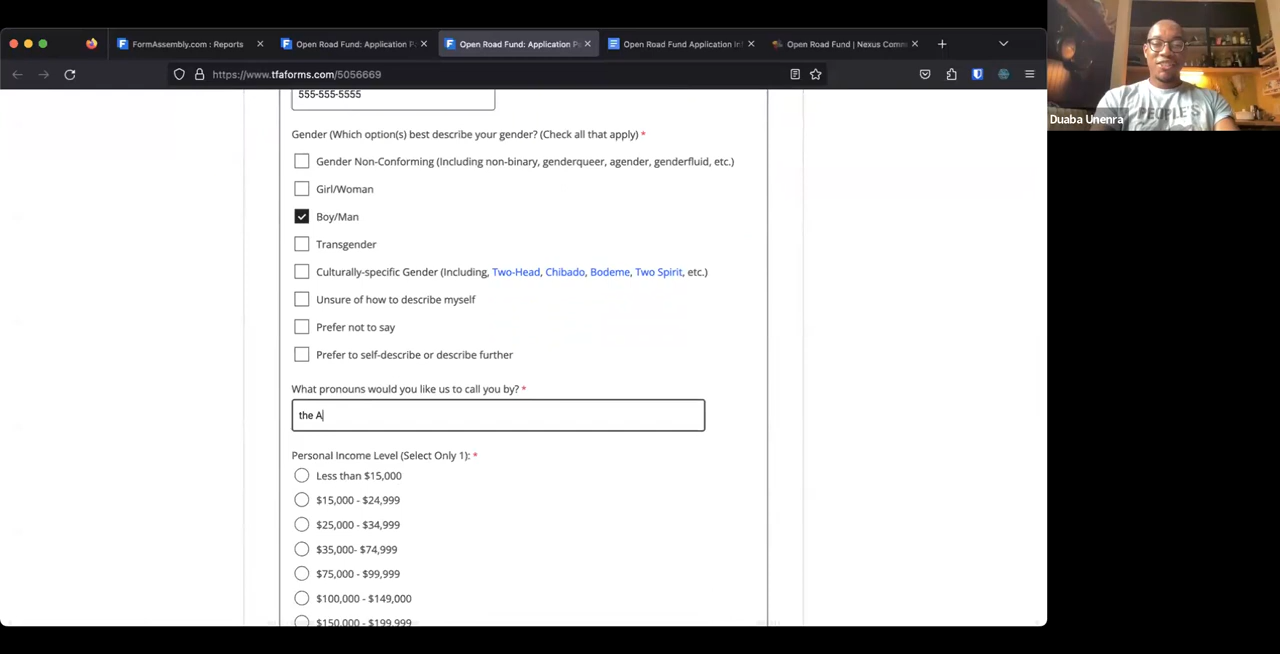 FormAssembly.com : Reports
Open Road Fund: Application P
Open Road Fund: Application P
Open Road Fund Application In
Open Road Fund | Nexus Comm
https://www.tfaforms.com/5056669
555-555-5555
Gender (Which option(s) best describe your gender? (Check all that apply) *
Gender Non-Conforming (Including non-binary, genderqueer, agender, genderfluid, etc.)
Girl/Woman
Boy/Man
Transgender
Culturally-specific Gender (Including, Two-Head, Chibado, Bodeme, Two Spirit, etc.)
Unsure of how to describe myself
Prefer not to say
Prefer to self-describe or describe further
What pronouns would you like us to call you by? *
the A
Personal Income Level (Select Only 1): *
Less than $15,000
$15,000 - $24,999
$25,000 - $34,999
$35,000- $74,999
$75,000 - $99,999
$100,000 - $149,000
$150,000 - $199,999
PEOPLE'S
Duaba Unenra